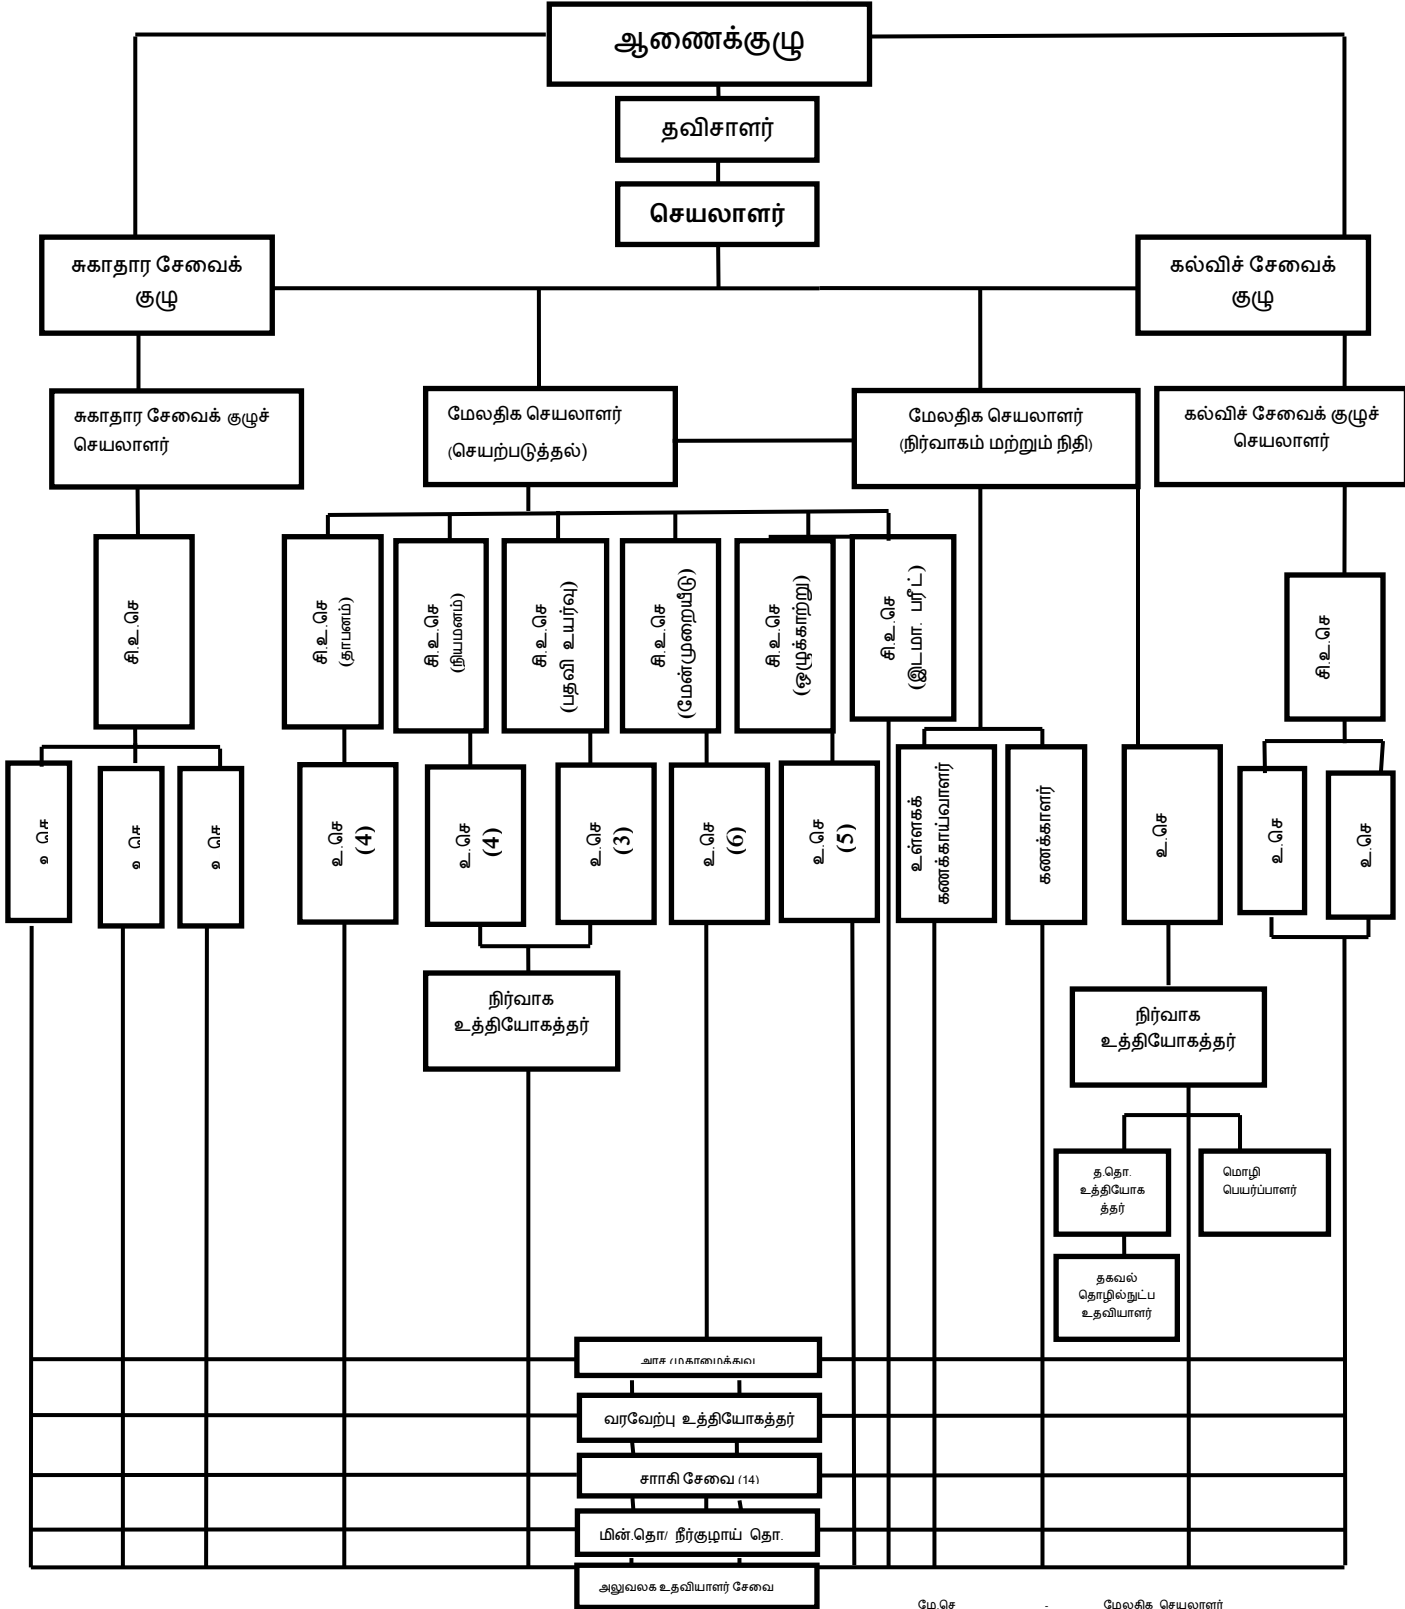 ஆணைக்குழு
தவிசாளர்
செயலாளர்
சுகாதார சேவைக்
குழு
கல்விச் சேவைக்
குழு
சுகாதார சேவைக் குழுச்
செயலாளர்
மேலதிக செயலாளர்
(செயற்படுத்தல்)
மேலதிக செயலாளர்
(நிர்வாகம் மற்றும் நிதி)
கல்விச் சேவைக் குழுச்
செயலாளர்
சி.உ.செ
சி.உ.செ
(தாபனம்)
சி.உ.செ
(நியமனம்)
சி.உ.செ
(பதவி உயர்வு)
சி.உ.செ
(மேன்முறையீடு)
சி.உ.செ
(ஒழுக்காற்று)
சி.உ.செ
(இடமா. பரீட்)
சி.உ.செ
உ.செ
உ.செ
உ.செ
உ.செ
(4)
உ.செ
(4)
உ.செ
(3)
உ.செ
(6)
உ.செ
(5)
உள்ளகக்
கணக்காய்வாளர்
கணக்காளர்
உ.செ
உ.செ
உ.செ
நிர்வாக
உத்தியோகத்தர்
நிர்வாக
உத்தியோகத்தர்
த.தொ.
உத்தியோக
த்தர்
மொழி
பெயர்ப்பாளர்
தகவல்
தொழில்நுட்ப
உதவியாளர்
அரச முகாமைத்துவ
வரவேற்பு உத்தியோகத்தர்
சாரதி சேவை (14)
மின்.தொ/ நீர்குழாய் தொ.
அலுவலக உதவியாளர் சேவை
மே.செ - மேலதிக செயலாளர்